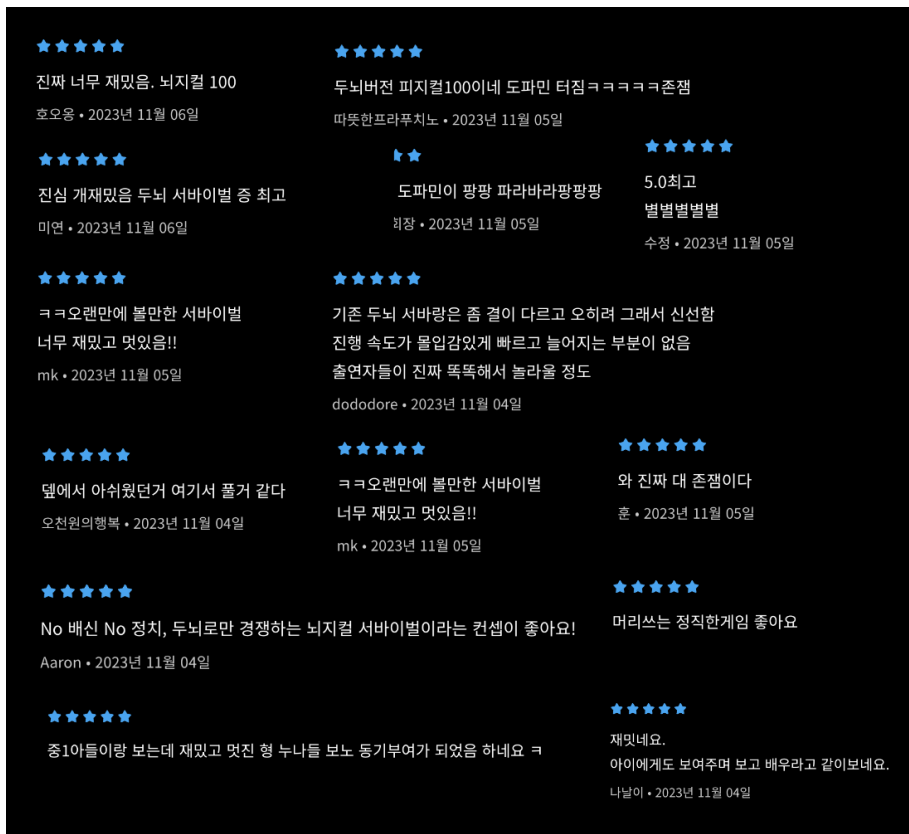 진짜 너무 재밌음. 뇌지컬 100
호오옹 • 2023년 11월 06일
두뇌버전 피지컬100이네 도파민 터짐ㅋㅋㅋㅋㅋ존잼
따뜻한프라푸치노 • 2023년 11월 05일
진심 개재밌음 두뇌 서바이벌 증 최고
미연 • 2023년 11월 06일
도파민이 팡팡 파라바라팡팡팡
회장 • 2023년 11월 05일
5.0최고
별별별별별
수정 • 2023년 11월 05일
ㅋㅋ오랜만에 볼만한 서바이벌
너무 재밌고 멋있음!!
mk • 2023년 11월 05일
기존 두뇌 서바랑은 좀 결이 다르고 오히려 그래서 신선함
진행 속도가 몰입감있게 빠르고 늘어지는 부분이 없음
출연자들이 진짜 똑똑해서 놀라울 정도
dododore • 2023년 11월 04일
덮에서 아쉬웠던거 여기서 풀거 같다
오천원의행복 • 2023년 11월 04일
ㅋㅋ오랜만에 볼만한 서바이벌
너무 재밌고 멋있음!!
mk • 2023년 11월 05일
와 진짜 대 존잼이다
훈 • 2023년 11월 05일
No 배신 No 정치, 두뇌로만 경쟁하는 뇌지컬 서바이벌이라는 컨셉이 좋아요!
Aaron • 2023년 11월 04일
머리쓰는 정직한게임 좋아요
중1아들이랑 보는데 재밌고 멋진 형 누나들 보노 동기부여가 되었음 하네요 ㅋ
재밋네요.
아이에게도 보여주며 보고 배우라고 같이보네요.
나날이 • 2023년 11월 04일